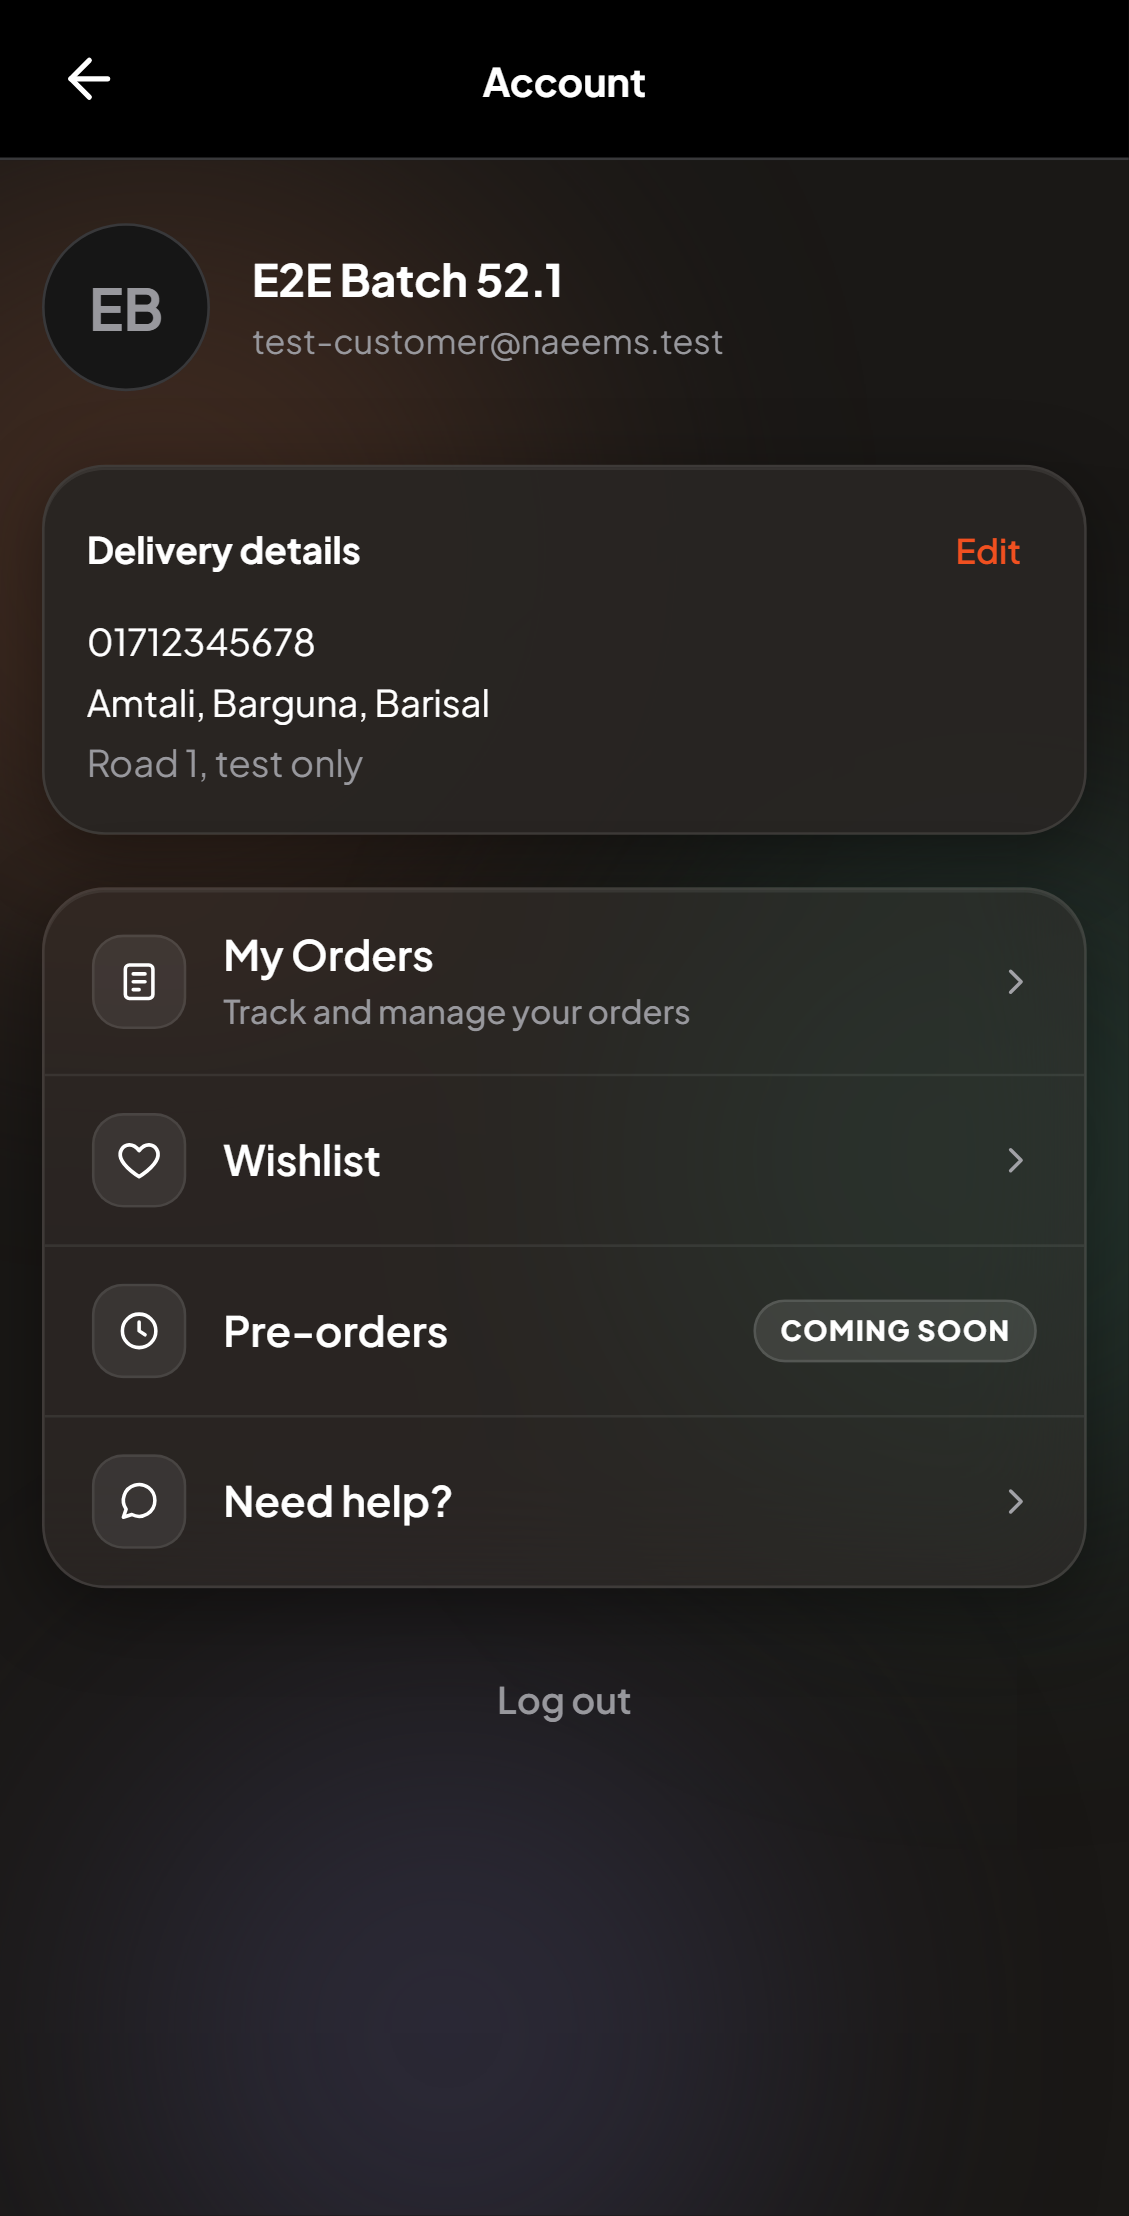 Account
EB
E2E Batch 52.1
test-customer@naeems.test
Delivery details
Edit
01712345678
Amtali, Barguna, Barisal
Road 1, test only
My Orders
Track and manage your orders
Wishlist
Pre-orders
COMING SOON
Need help?
Log out